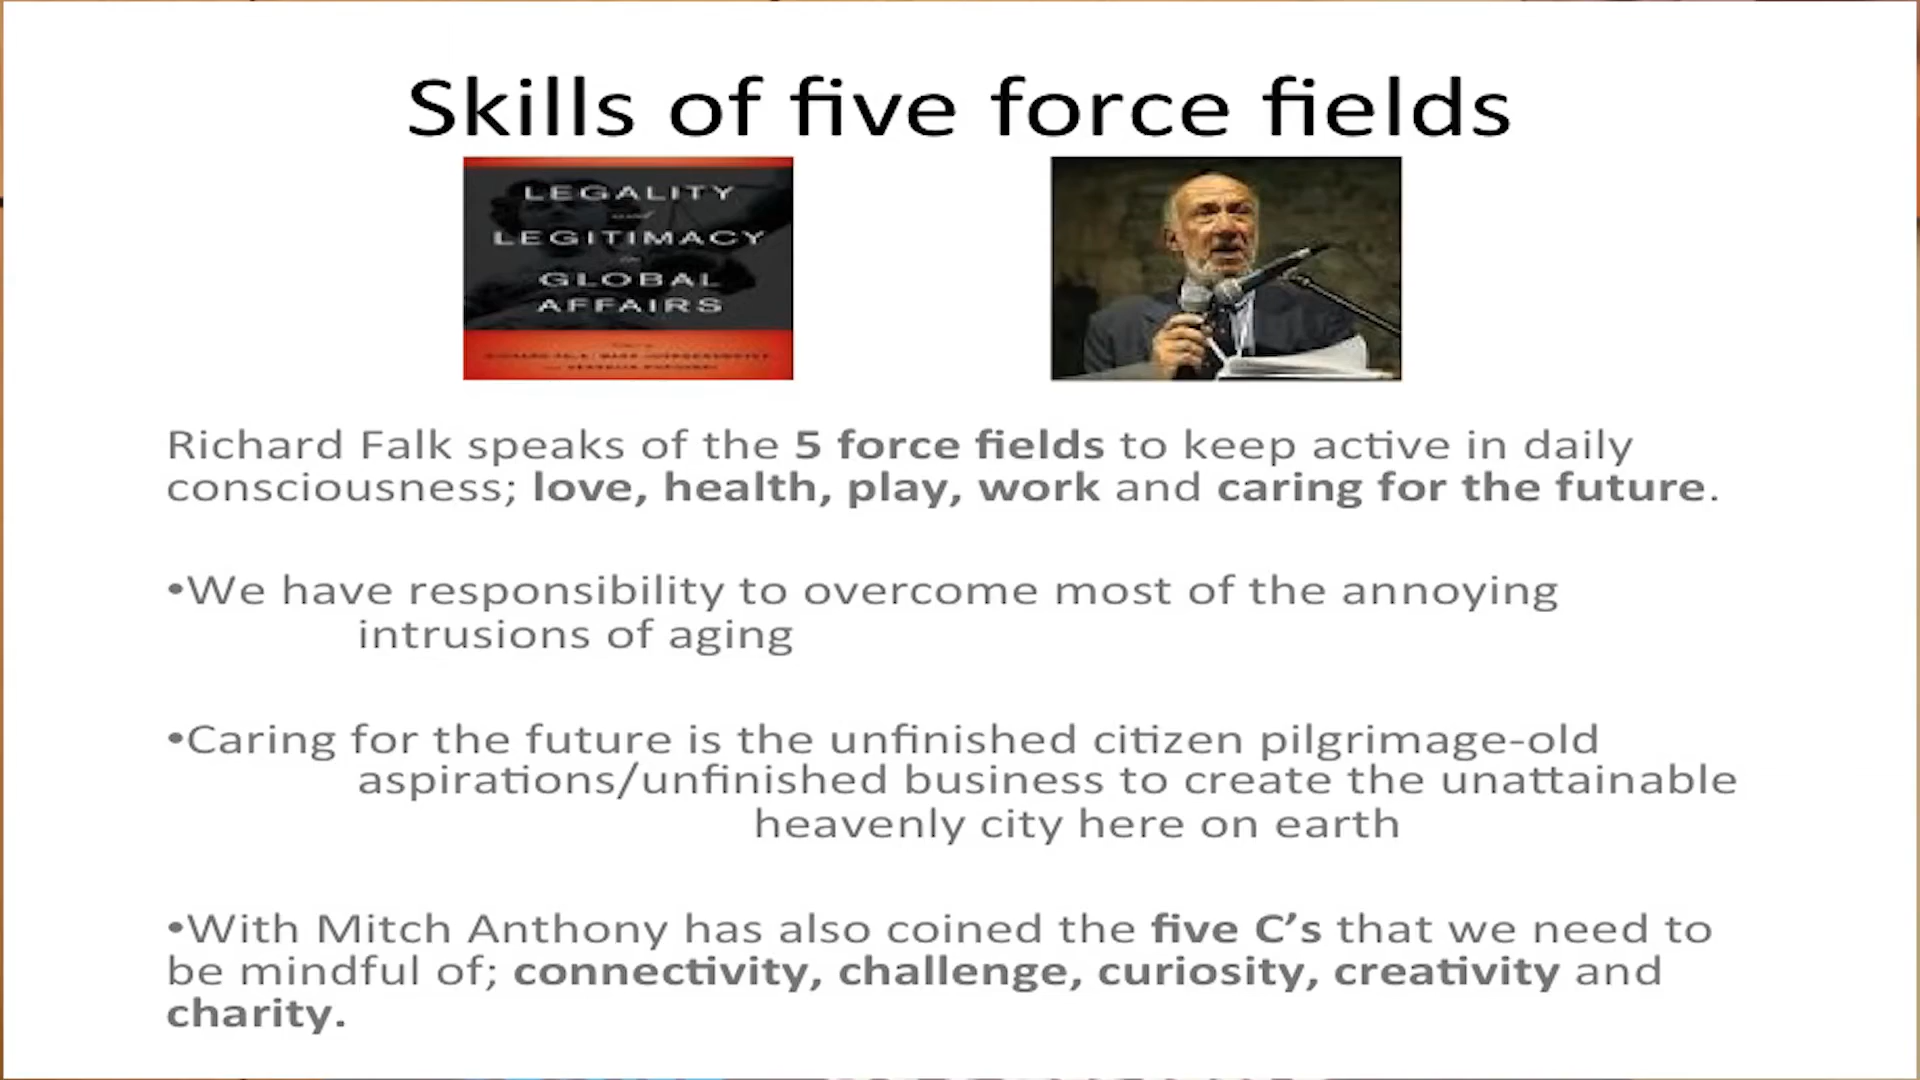 Skills of five force fields
LEGALITY
and
LEGITIMACY
in
GLOBAL
AFFAIRS
Richard Falk speaks of the 5 force fields to keep active in daily
consciousness; love, health, play, work and caring for the future.
•We have responsibility to overcome most of the annoying
intrusions of aging
•Caring for the future is the unfinished citizen pilgrimage-old
aspirations/unfinished business to create the unattainable
heavenly city here on earth
•With Mitch Anthony has also coined the five C’s that we need to
be mindful of; connectivity, challenge, curiosity, creativity and
charity.